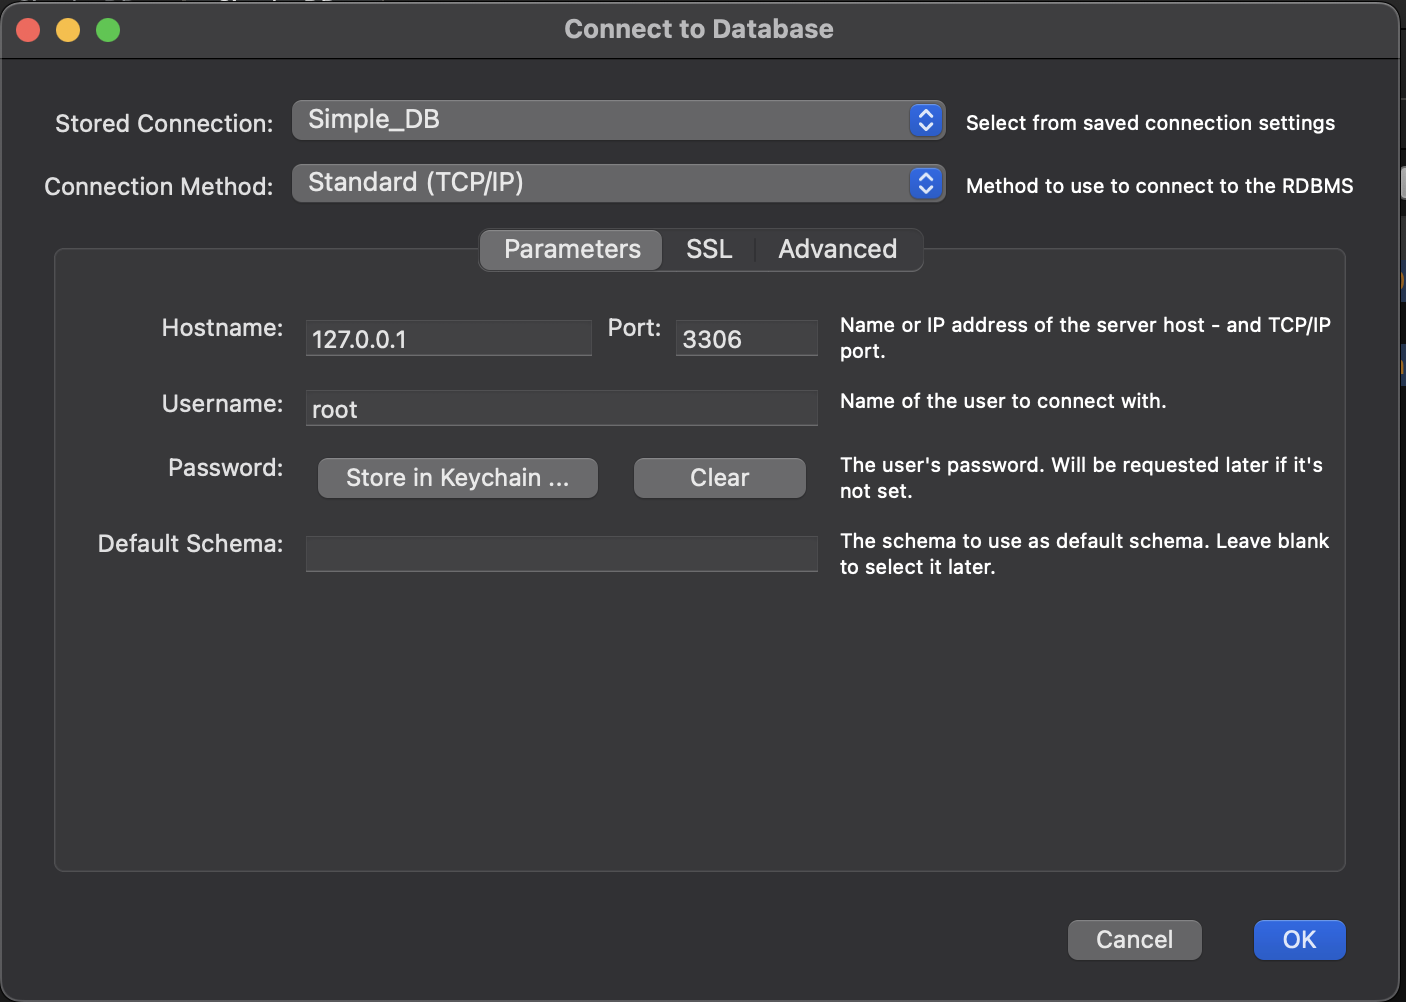 Connect to Database
Stored Connection: Simple_DB Select from saved connection settings
Connection Method: Standard (TCP/IP) Method to use to connect to the RDBMS
Parameters SSL Advanced
Hostname: 127.0.0.1 Port: 3306 Name or IP address of the server host - and TCP/IP
port.
Username: root Name of the user to connect with.
Password: Store in Keychain ... Clear The user's password. Will be requested later if it's
not set.
Default Schema: The schema to use as default schema. Leave blank
to select it later.
Cancel OK